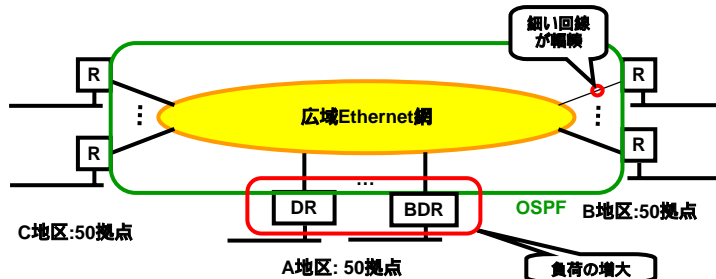 細い回線
が輻輳
R
R
⋮
広域Ethernet網
⋮
R
R
…
DR
BDR
OSPF
C地区:50拠点
B地区:50拠点
A地区: 50拠点
負荷の増大